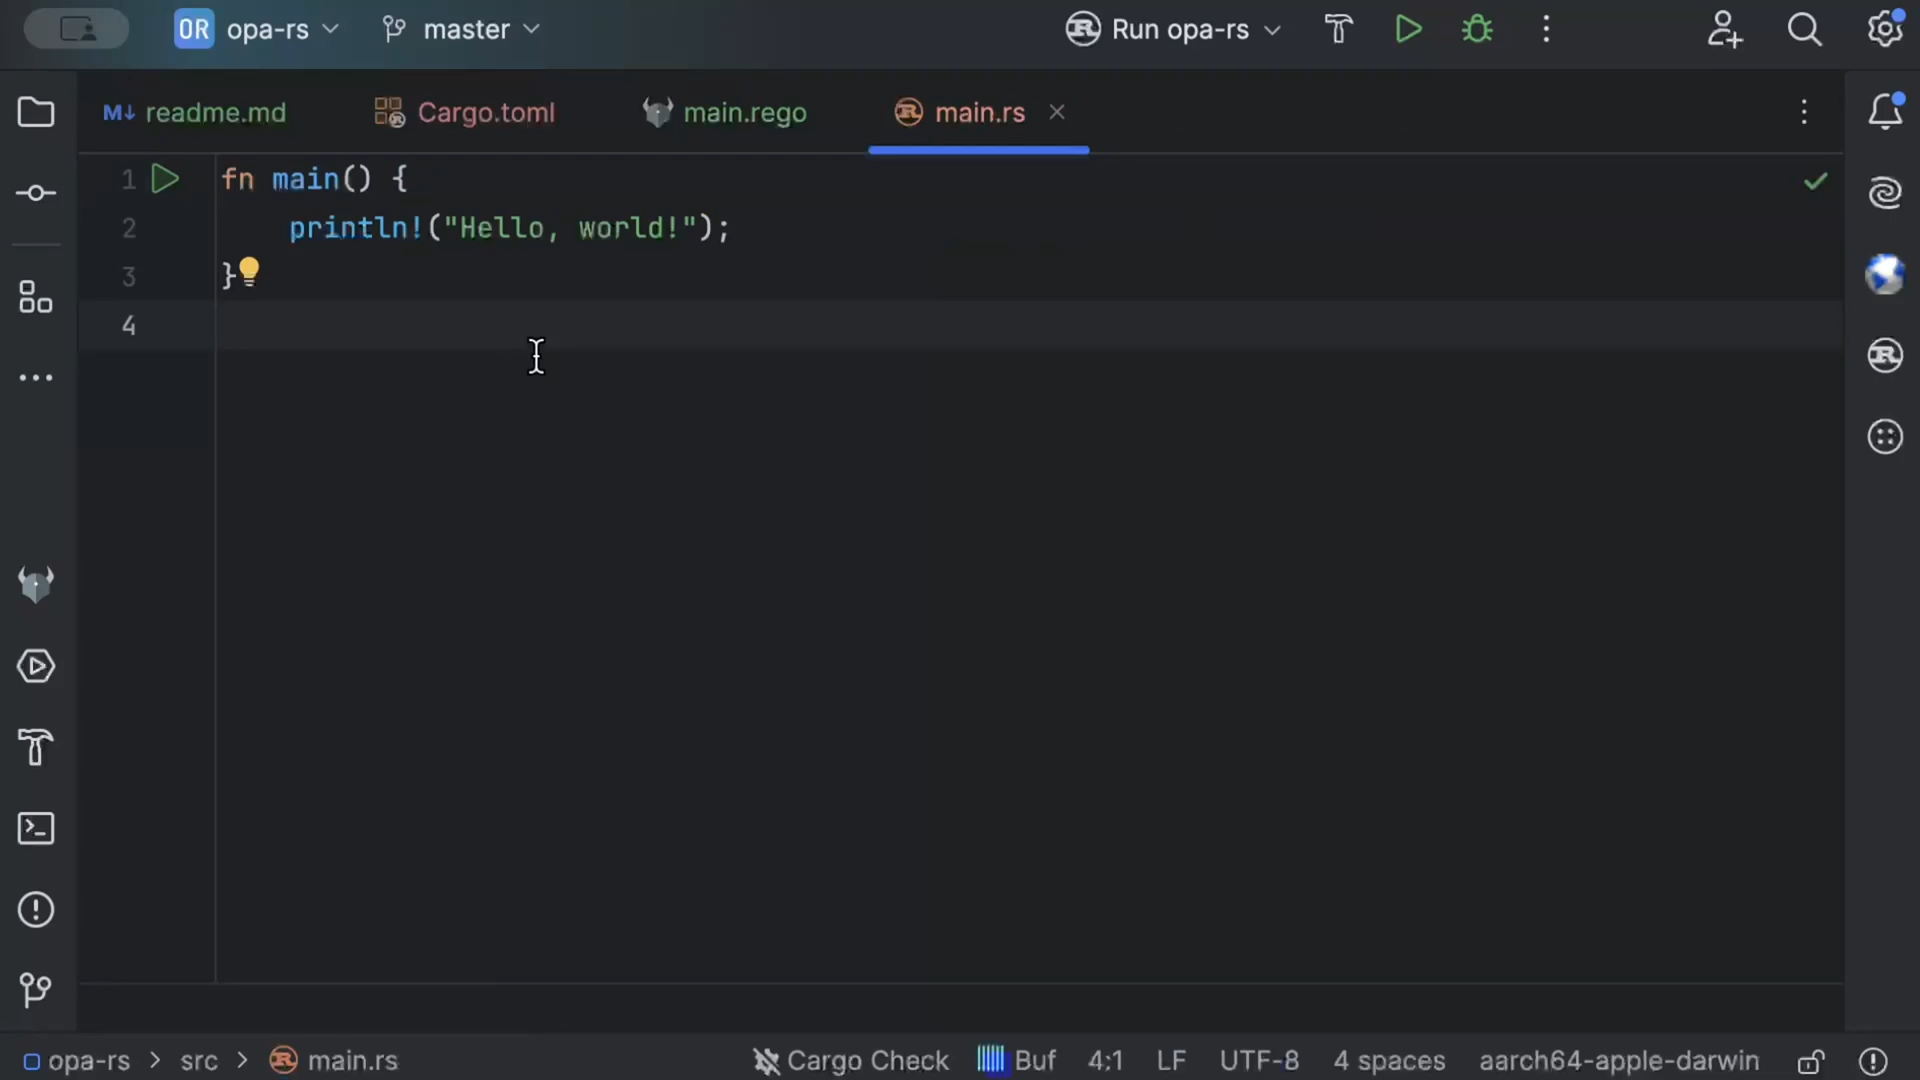 OR opa-rs master Run opa-rs
M↓ readme.md Cargo.toml main.rego main.rs
1 fn main() {
2 println!("Hello, world!");
3 }
4
opa-rs > src > main.rs Cargo Check Buf 4:1 LF UTF-8 4 spaces aarch64-apple-darwin